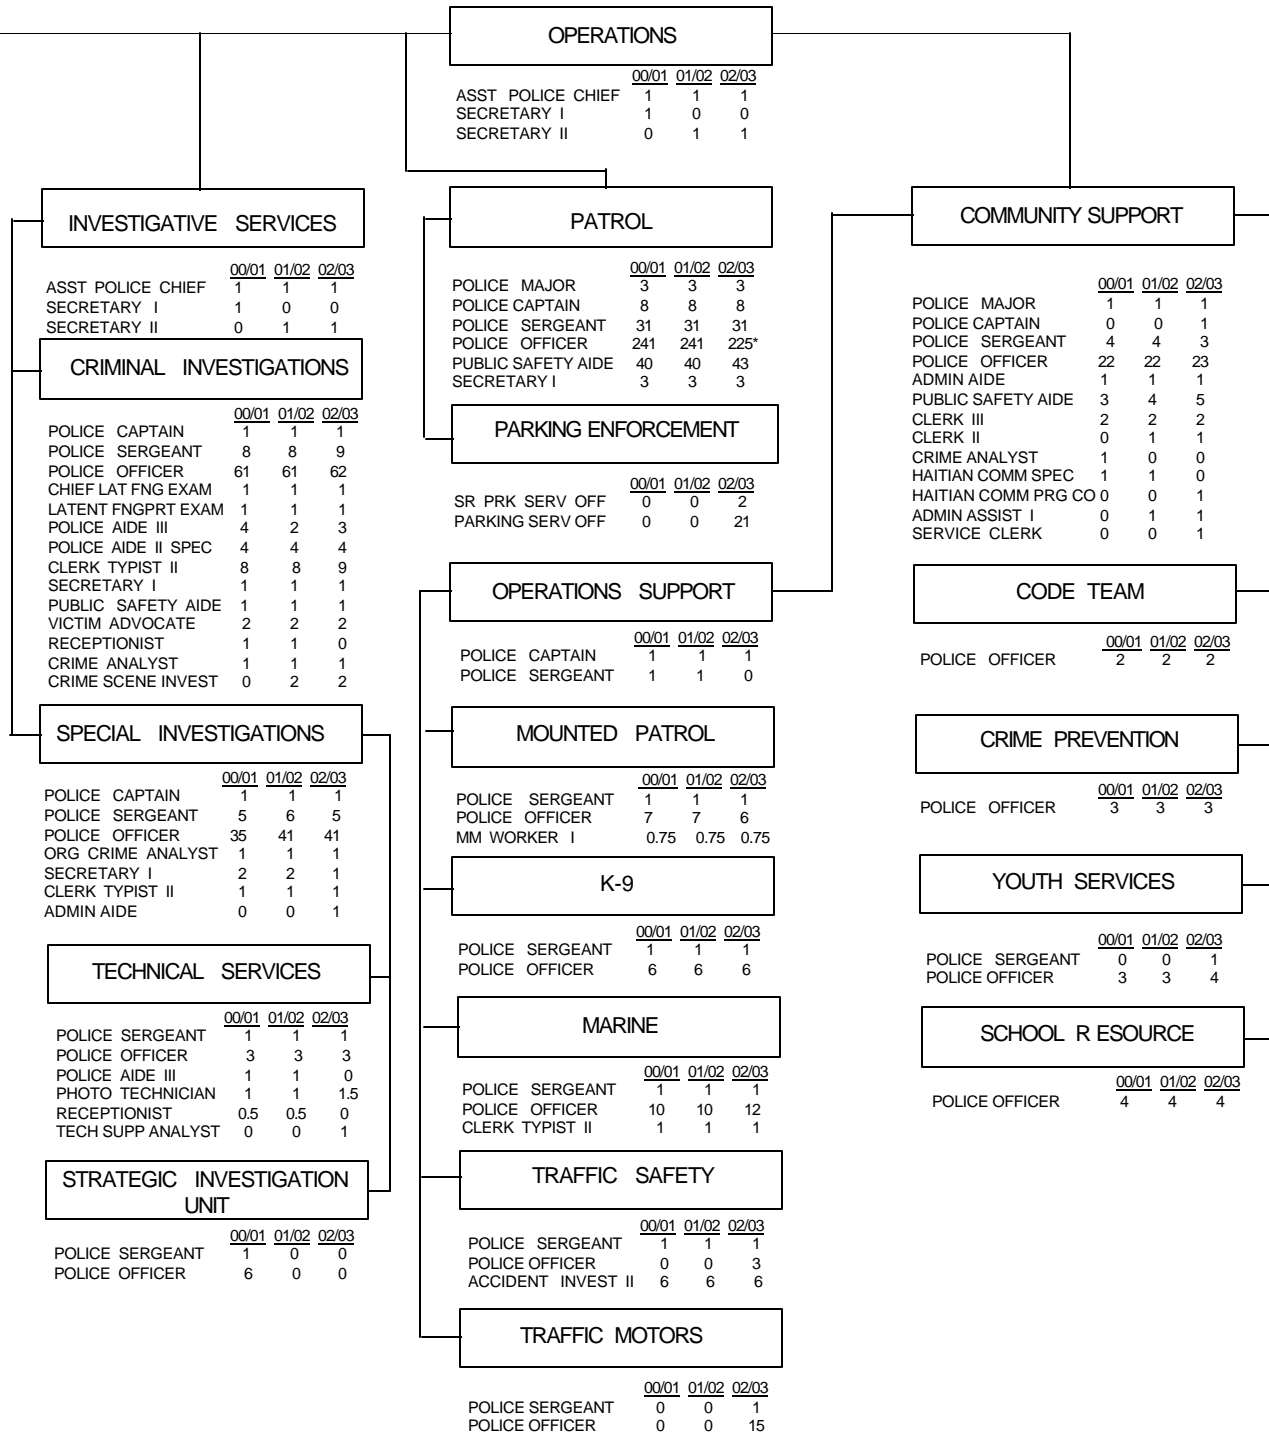 OPERATIONS
00/01 01/02 02/03
ASST POLICE CHIEF 1 1 1
SECRETARY I 1 0 0
SECRETARY II 0 1 1
INVESTIGATIVE SERVICES
00/01 01/02 02/03
ASST POLICE CHIEF 1 1 1
SECRETARY I 1 0 0
SECRETARY II 0 1 1
CRIMINAL INVESTIGATIONS
00/01 01/02 02/03
POLICE CAPTAIN 1 1 1
POLICE SERGEANT 8 8 9
POLICE OFFICER 61 61 62
CHIEF LAT FNG EXAM 1 1 1
LATENT FNGPRT EXAM 1 1 1
POLICE AIDE III 4 2 3
POLICE AIDE II SPEC 4 4 4
CLERK TYPIST II 8 8 9
SECRETARY I 1 1 1
PUBLIC SAFETY AIDE 1 1 1
VICTIM ADVOCATE 2 2 2
RECEPTIONIST 1 1 0
CRIME ANALYST 1 1 1
CRIME SCENE INVEST 0 2 2
SPECIAL INVESTIGATIONS
00/01 01/02 02/03
POLICE CAPTAIN 1 1 1
POLICE SERGEANT 5 6 5
POLICE OFFICER 35 41 41
ORG CRIME ANALYST 1 1 1
SECRETARY I 2 2 1
CLERK TYPIST II 1 1 1
ADMIN AIDE 0 0 1
TECHNICAL SERVICES
00/01 01/02 02/03
POLICE SERGEANT 1 1 1
POLICE OFFICER 3 3 3
POLICE AIDE III 1 1 0
PHOTO TECHNICIAN 1 1 1.5
RECEPTIONIST 0.5 0.5 0
TECH SUPP ANALYST 0 0 1
STRATEGIC INVESTIGATION
UNIT
00/01 01/02 02/03
POLICE SERGEANT 1 0 0
POLICE OFFICER 6 0 0
PATROL
00/01 01/02 02/03
POLICE MAJOR 3 3 3
POLICE CAPTAIN 8 8 8
POLICE SERGEANT 31 31 31
POLICE OFFICER 241 241 225*
PUBLIC SAFETY AIDE 40 40 43
SECRETARY I 3 3 3
PARKING ENFORCEMENT
00/01 01/02 02/03
SR PRK SERV OFF 0 0 2
PARKING SERV OFF 0 0 21
OPERATIONS SUPPORT
00/01 01/02 02/03
POLICE CAPTAIN 1 1 1
POLICE SERGEANT 1 1 0
MOUNTED PATROL
00/01 01/02 02/03
POLICE SERGEANT 1 1 1
POLICE OFFICER 7 7 6
MM WORKER I 0.75 0.75 0.75
K-9
00/01 01/02 02/03
POLICE SERGEANT 1 1 1
POLICE OFFICER 6 6 6
MARINE
00/01 01/02 02/03
POLICE SERGEANT 1 1 1
POLICE OFFICER 10 10 12
CLERK TYPIST II 1 1 1
TRAFFIC SAFETY
00/01 01/02 02/03
POLICE SERGEANT 1 1 1
POLICE OFFICER 0 0 3
ACCIDENT INVEST II 6 6 6
TRAFFIC MOTORS
00/01 01/02 02/03
POLICE SERGEANT 0 0 1
POLICE OFFICER 0 0 15
COMMUNITY SUPPORT
00/01 01/02 02/03
POLICE MAJOR 1 1 1
POLICE CAPTAIN 0 0 1
POLICE SERGEANT 4 4 3
POLICE OFFICER 22 22 23
ADMIN AIDE 1 1 1
PUBLIC SAFETY AIDE 3 4 5
CLERK III 2 2 2
CLERK II 0 1 1
CRIME ANALYST 1 0 0
HAITIAN COMM SPEC 1 1 0
HAITIAN COMM PRG CO 0 0 1
ADMIN ASSIST I 0 1 1
SERVICE CLERK 0 0 1
CODE TEAM
00/01 01/02 02/03
POLICE OFFICER 2 2 2
CRIME PREVENTION
00/01 01/02 02/03
POLICE OFFICER 3 3 3
YOUTH SERVICES
00/01 01/02 02/03
POLICE SERGEANT 0 0 1
POLICE OFFICER 3 3 4
SCHOOL R ESOURCE
00/01 01/02 02/03
POLICE OFFICER 4 4 4